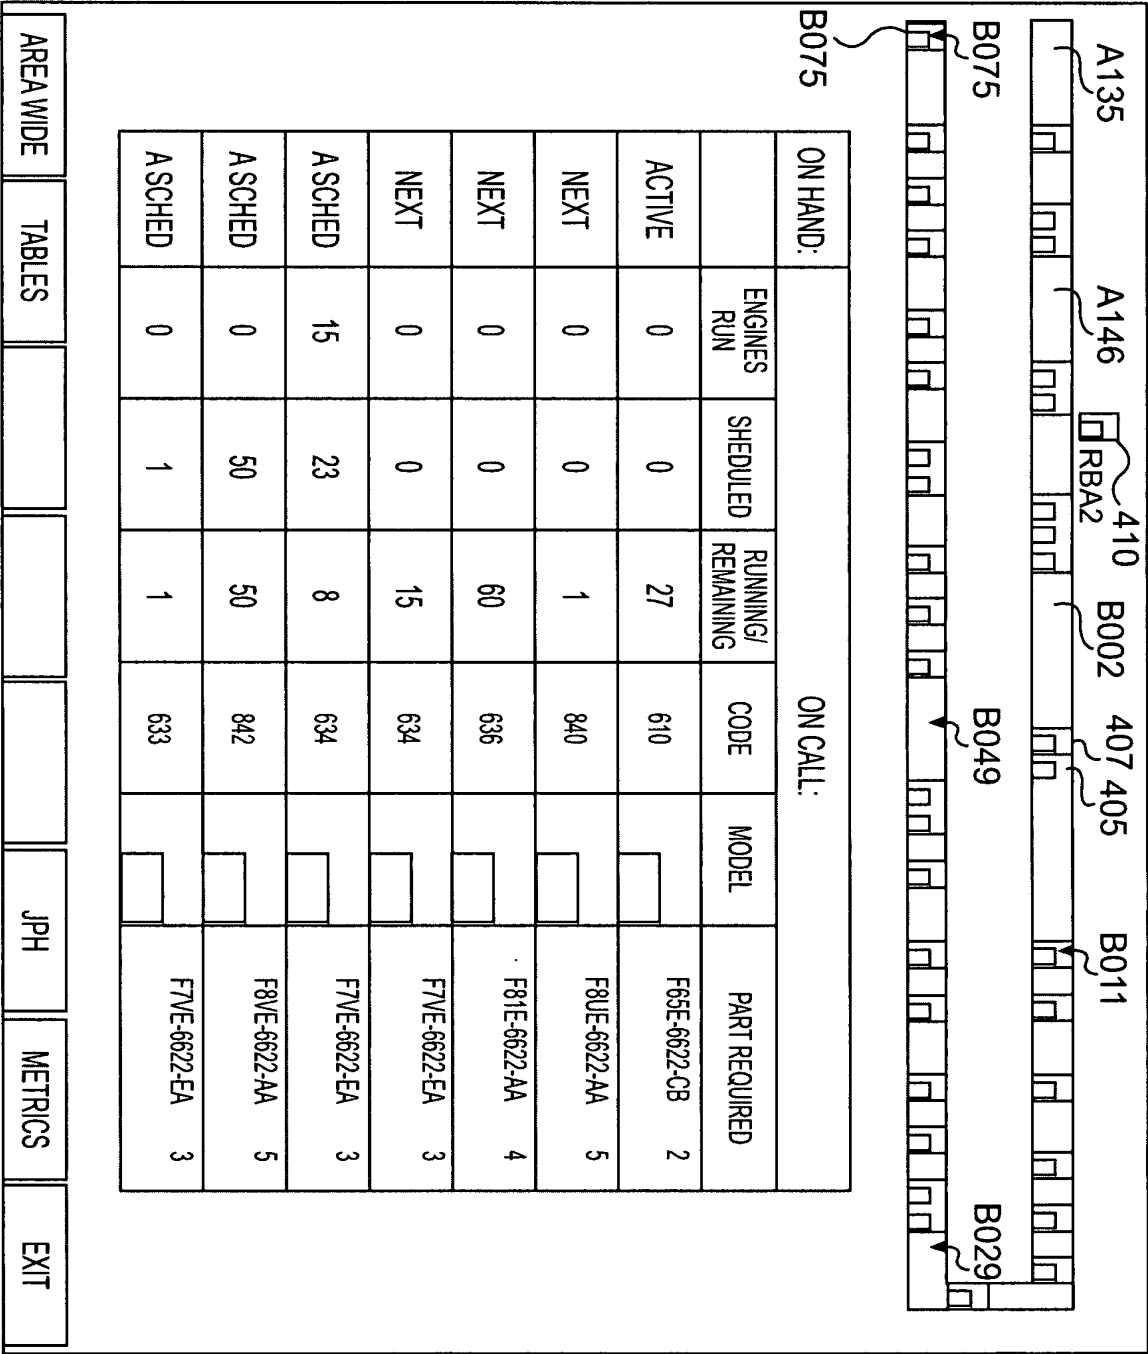 A135 A146 410 B002 407 405 B011
RBA2
B075 B049 B029
B075
ON HAND: ON CALL:
ENGINES RUN SHEDULED RUNNING/ REMAINING CODE MODEL PART REQUIRED
ACTIVE 0 0 27 610 F65E-6622-CB 2
NEXT 0 0 1 840 F8UE-6622-AA 5
NEXT 0 0 60 636 F81E-6622-AA 4
NEXT 0 0 15 634 F7VE-6622-EA 3
A SCHED 15 23 8 634 F7VE-6622-EA 3
A SCHED 0 50 50 842 F8VE-6622-AA 5
A SCHED 0 1 1 633 F7VE-6622-EA 3
AREA WIDE TABLES JPH METRICS EXIT